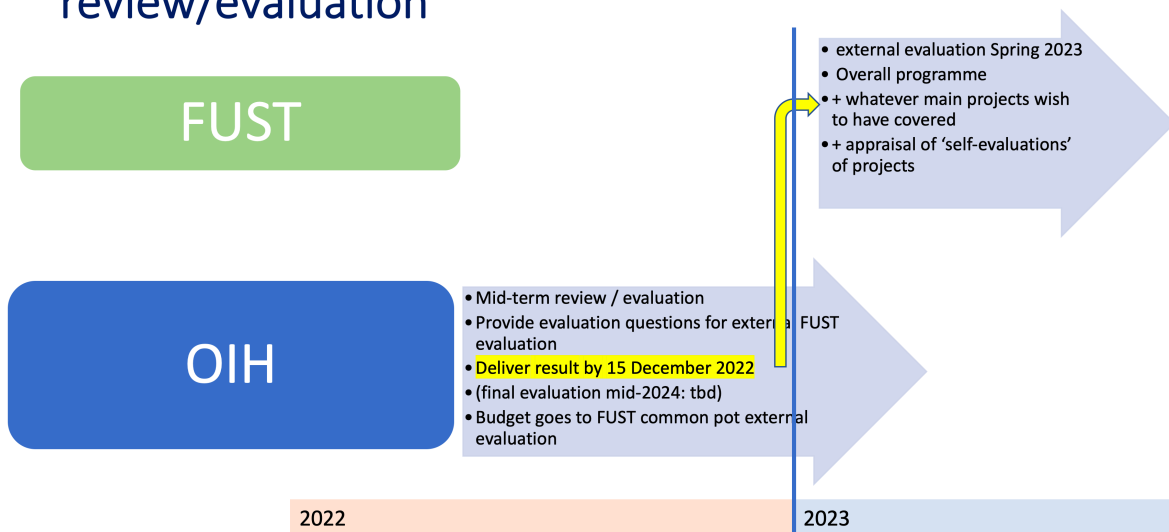 review/evaluation
FUST
• external evaluation Spring 2023
• Overall programme
• + whatever main projects wish
to have covered
• + appraisal of ‘self-evaluations’
of projects
OIH
• Mid-term review / evaluation
• Provide evaluation questions for external FUST
evaluation
• Deliver result by 15 December 2022
• (final evaluation mid-2024: tbd)
• Budget goes to FUST common pot external
evaluation
2022
2023